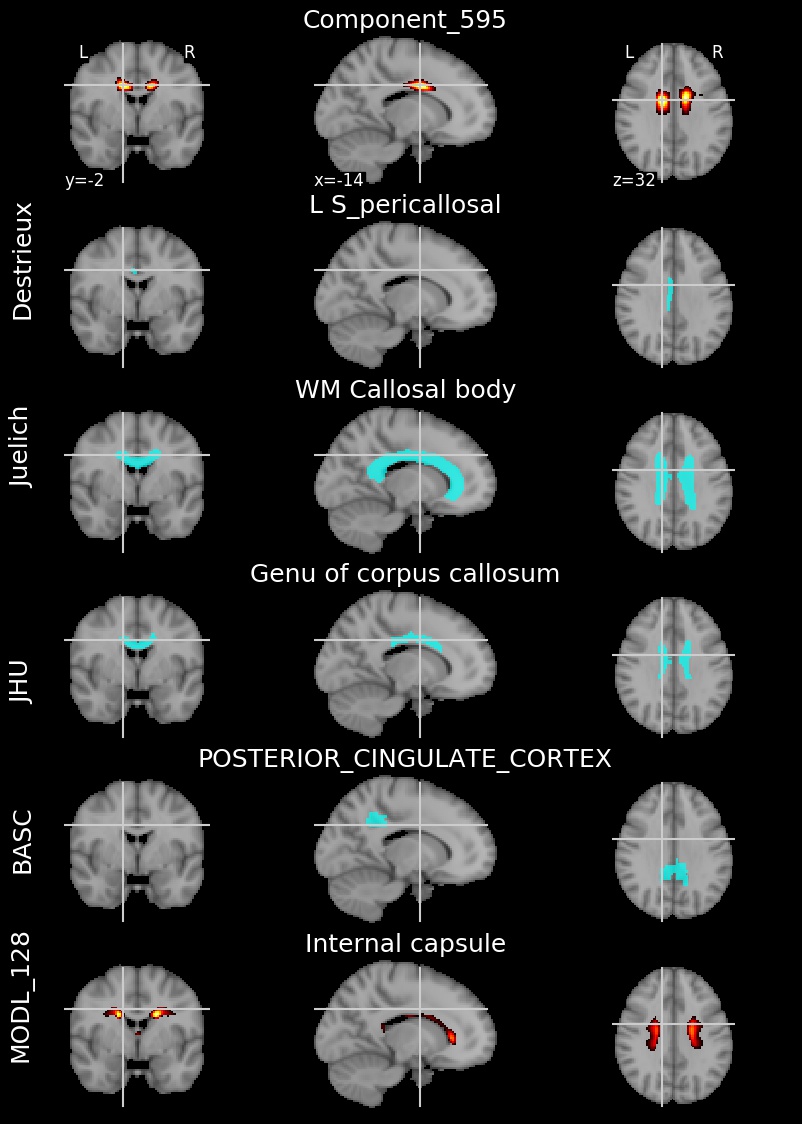 Component_595
L R
L R
y=-2
x=-14
z=32
L S_pericallosal
Destrieux
WM Callosal body
Juelich
Genu of corpus callosum
JHU
POSTERIOR_CINGULATE_CORTEX
BASC
Internal capsule
MODL_128